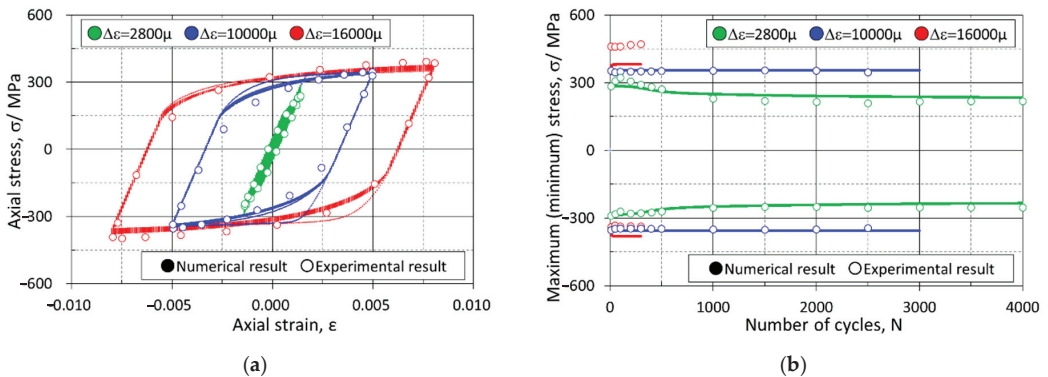 600
300
0
−300
−600
Axial stress, σ/ MPa
Δε=2800μ Δε=10000μ Δε=16000μ
Numerical result Experimental result
−0.010 −0.005 0.000 0.005 0.010
Axial strain, ε
(a)
600
300
0
−300
−600
Maximum (minimum) stress, σ/ MPa
Δε=2800μ Δε=10000μ Δε=16000μ
Numerical result Experimental result
0 1000 1500 2000 2500 3000 3500 4000
Number of cycles, N
(b)